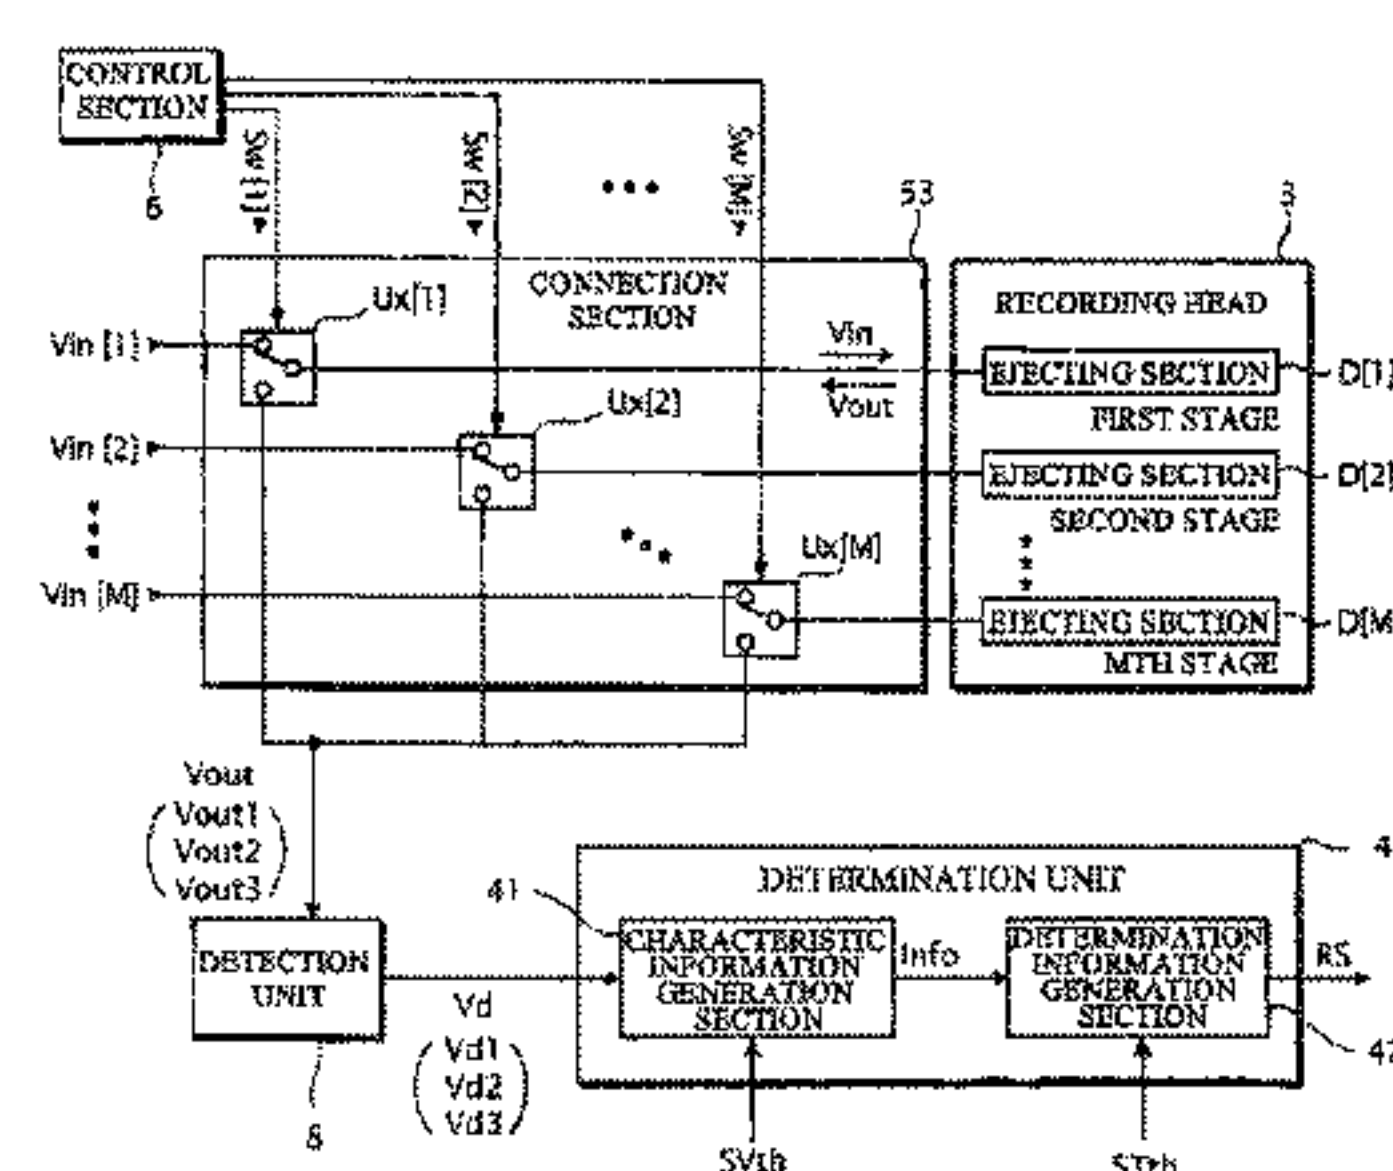 CONTROL
SECTION
6
Sw [1]
Sw [2]
Sw [M]
53
CONNECTION
SECTION
RECORDING HEAD
Ux[1]
Vin [1]
Vin
Vout
EJECTING SECTION
D[1]
FIRST STAGE
Ux[2]
Vin [2]
EJECTING SECTION
D[2]
SECOND STAGE
Ux[M]
Vin [M]
EJECTING SECTION
D[M
MTH STAGE
Vout
Vout1
Vout2
Vout3
DETECTION
UNIT
8
Vd
Vd1
Vd2
Vd3
4
DETERMINATION UNIT
41
CHARACTERISTIC
INFORMATION
GENERATION
SECTION
Info
DETERMINATION
INFORMATION
GENERATION
SECTION
RS
42
SVth
STth